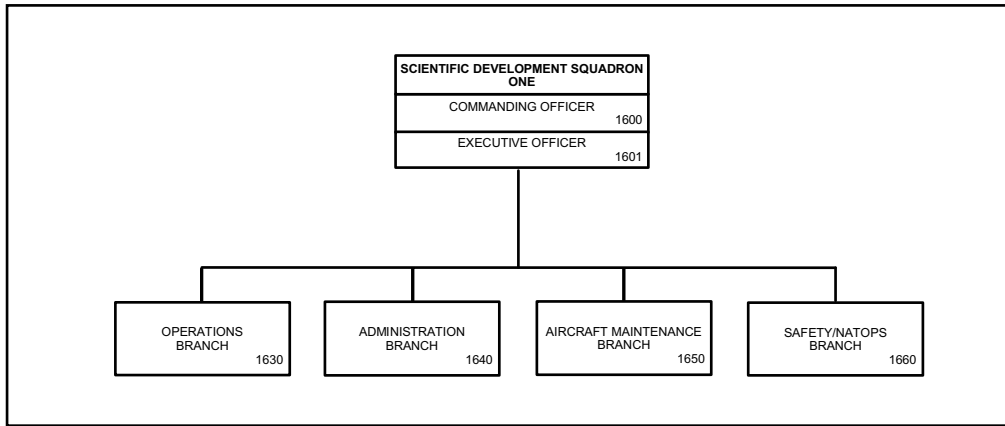 SCIENTIFIC DEVELOPMENT SQUADRON
ONE
COMMANDING OFFICER
1600
EXECUTIVE OFFICER
1601
OPERATIONS
BRANCH
1630
ADMINISTRATION
BRANCH
1640
AIRCRAFT MAINTENANCE
BRANCH
1650
SAFETY/NATOPS
BRANCH
1660